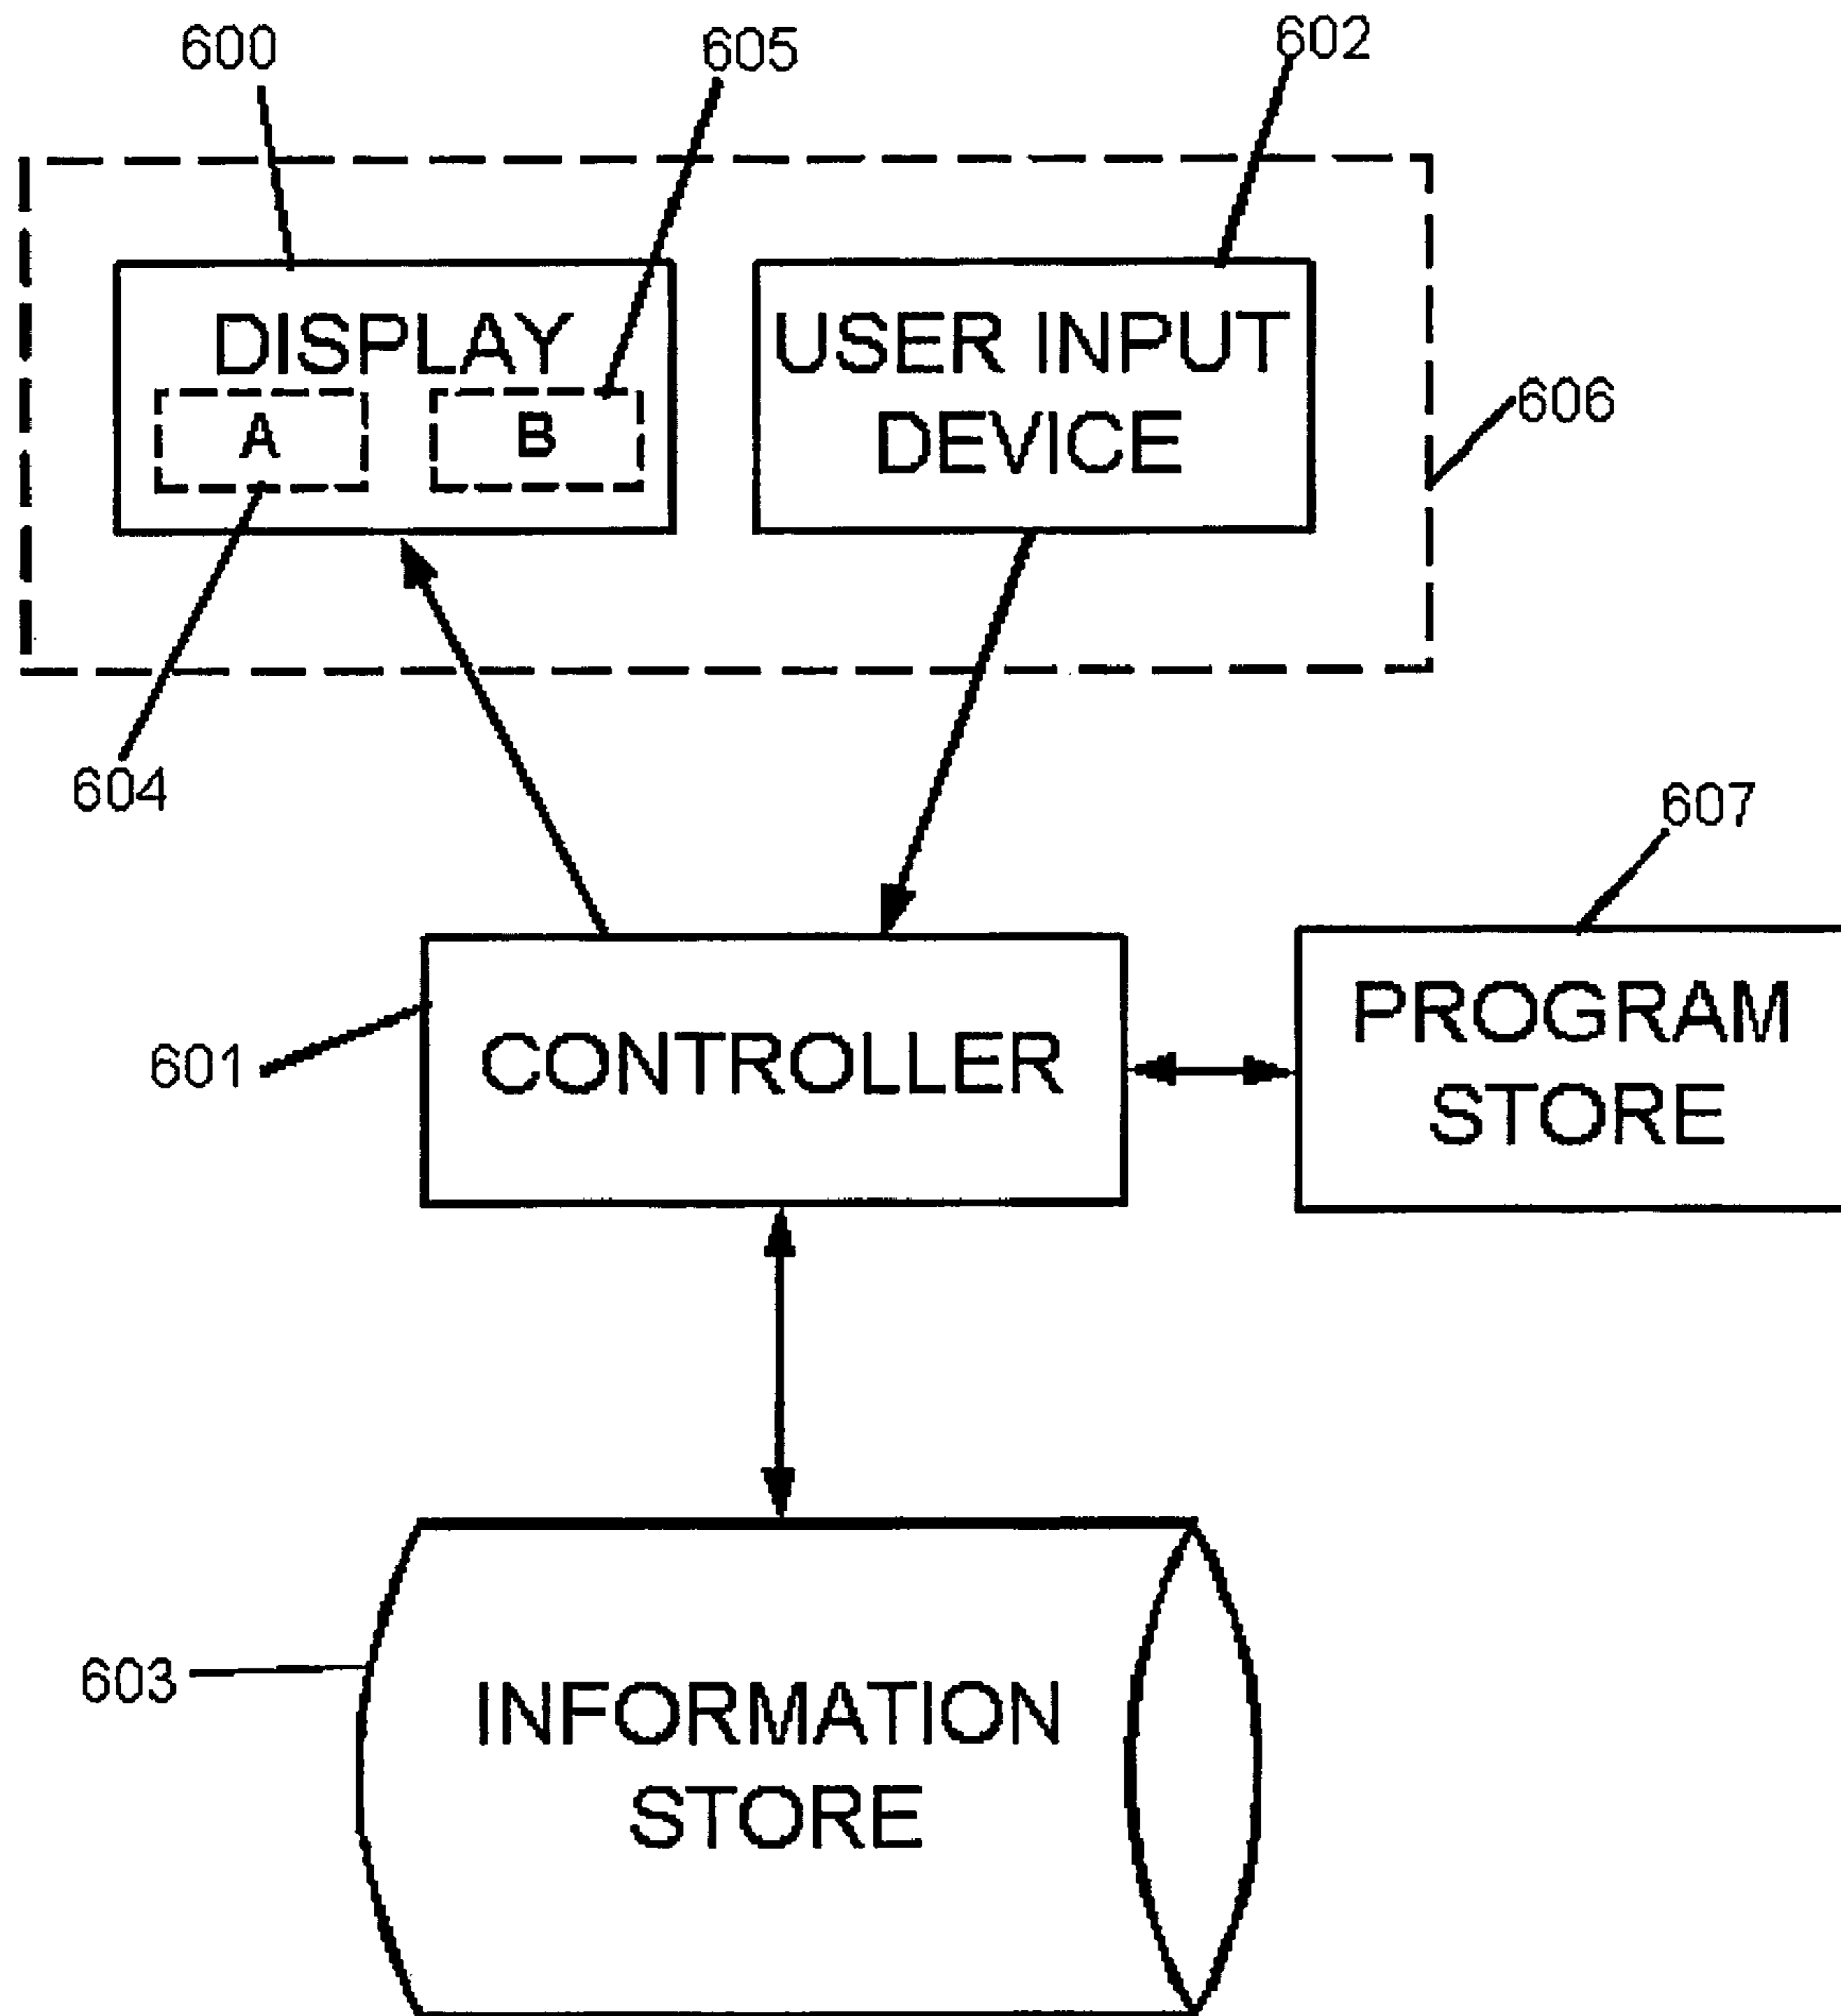 600
605
602
DISPLAY
A
B
USER INPUT
DEVICE
606
604
607
601
CONTROLLER
PROGRAM
STORE
603
INFORMATION
STORE